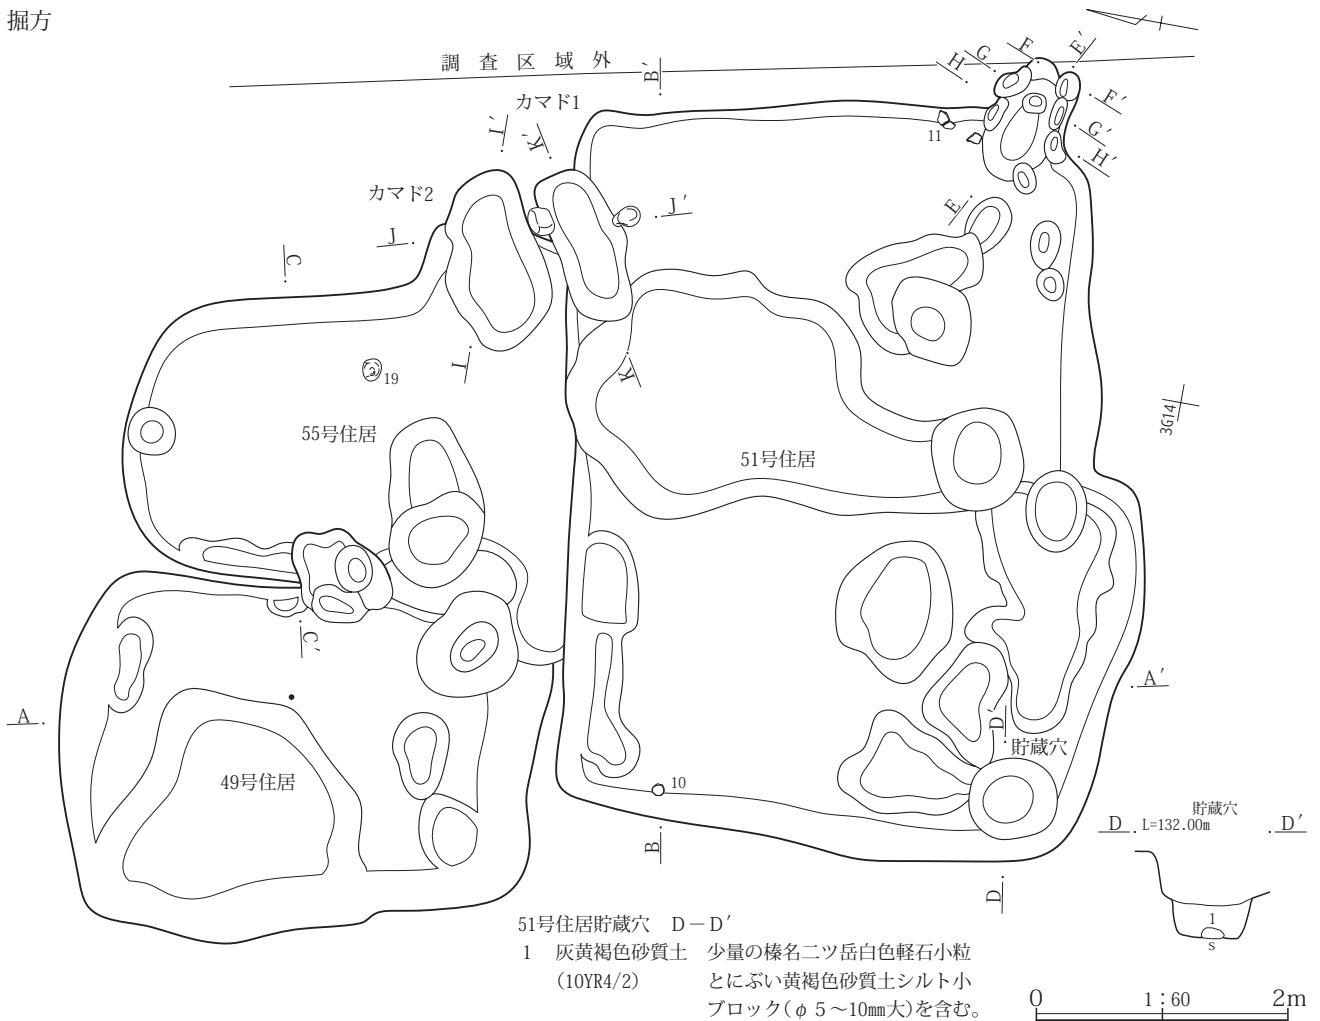 掘方
調査区域外
B′
H
G
F
E′
F′
G′
H′
カマド1
I′
K′
11
カマド2
J
J′
E
C
I
19
K
3G14
55号住居
51号住居
C′
A
A′
D′
貯蔵穴
49号住居
10
B
D
貯蔵穴
D L=132.00m D′
1
S
51号住居貯蔵穴 D－D′
1 灰黄褐色砂質土 少量の榛名二ツ岳白色軽石小粒
(10YR4/2) とにぶい黄褐色砂質土シルト小
ブロック(φ5～10mm大)を含む。
0 1：60 2m